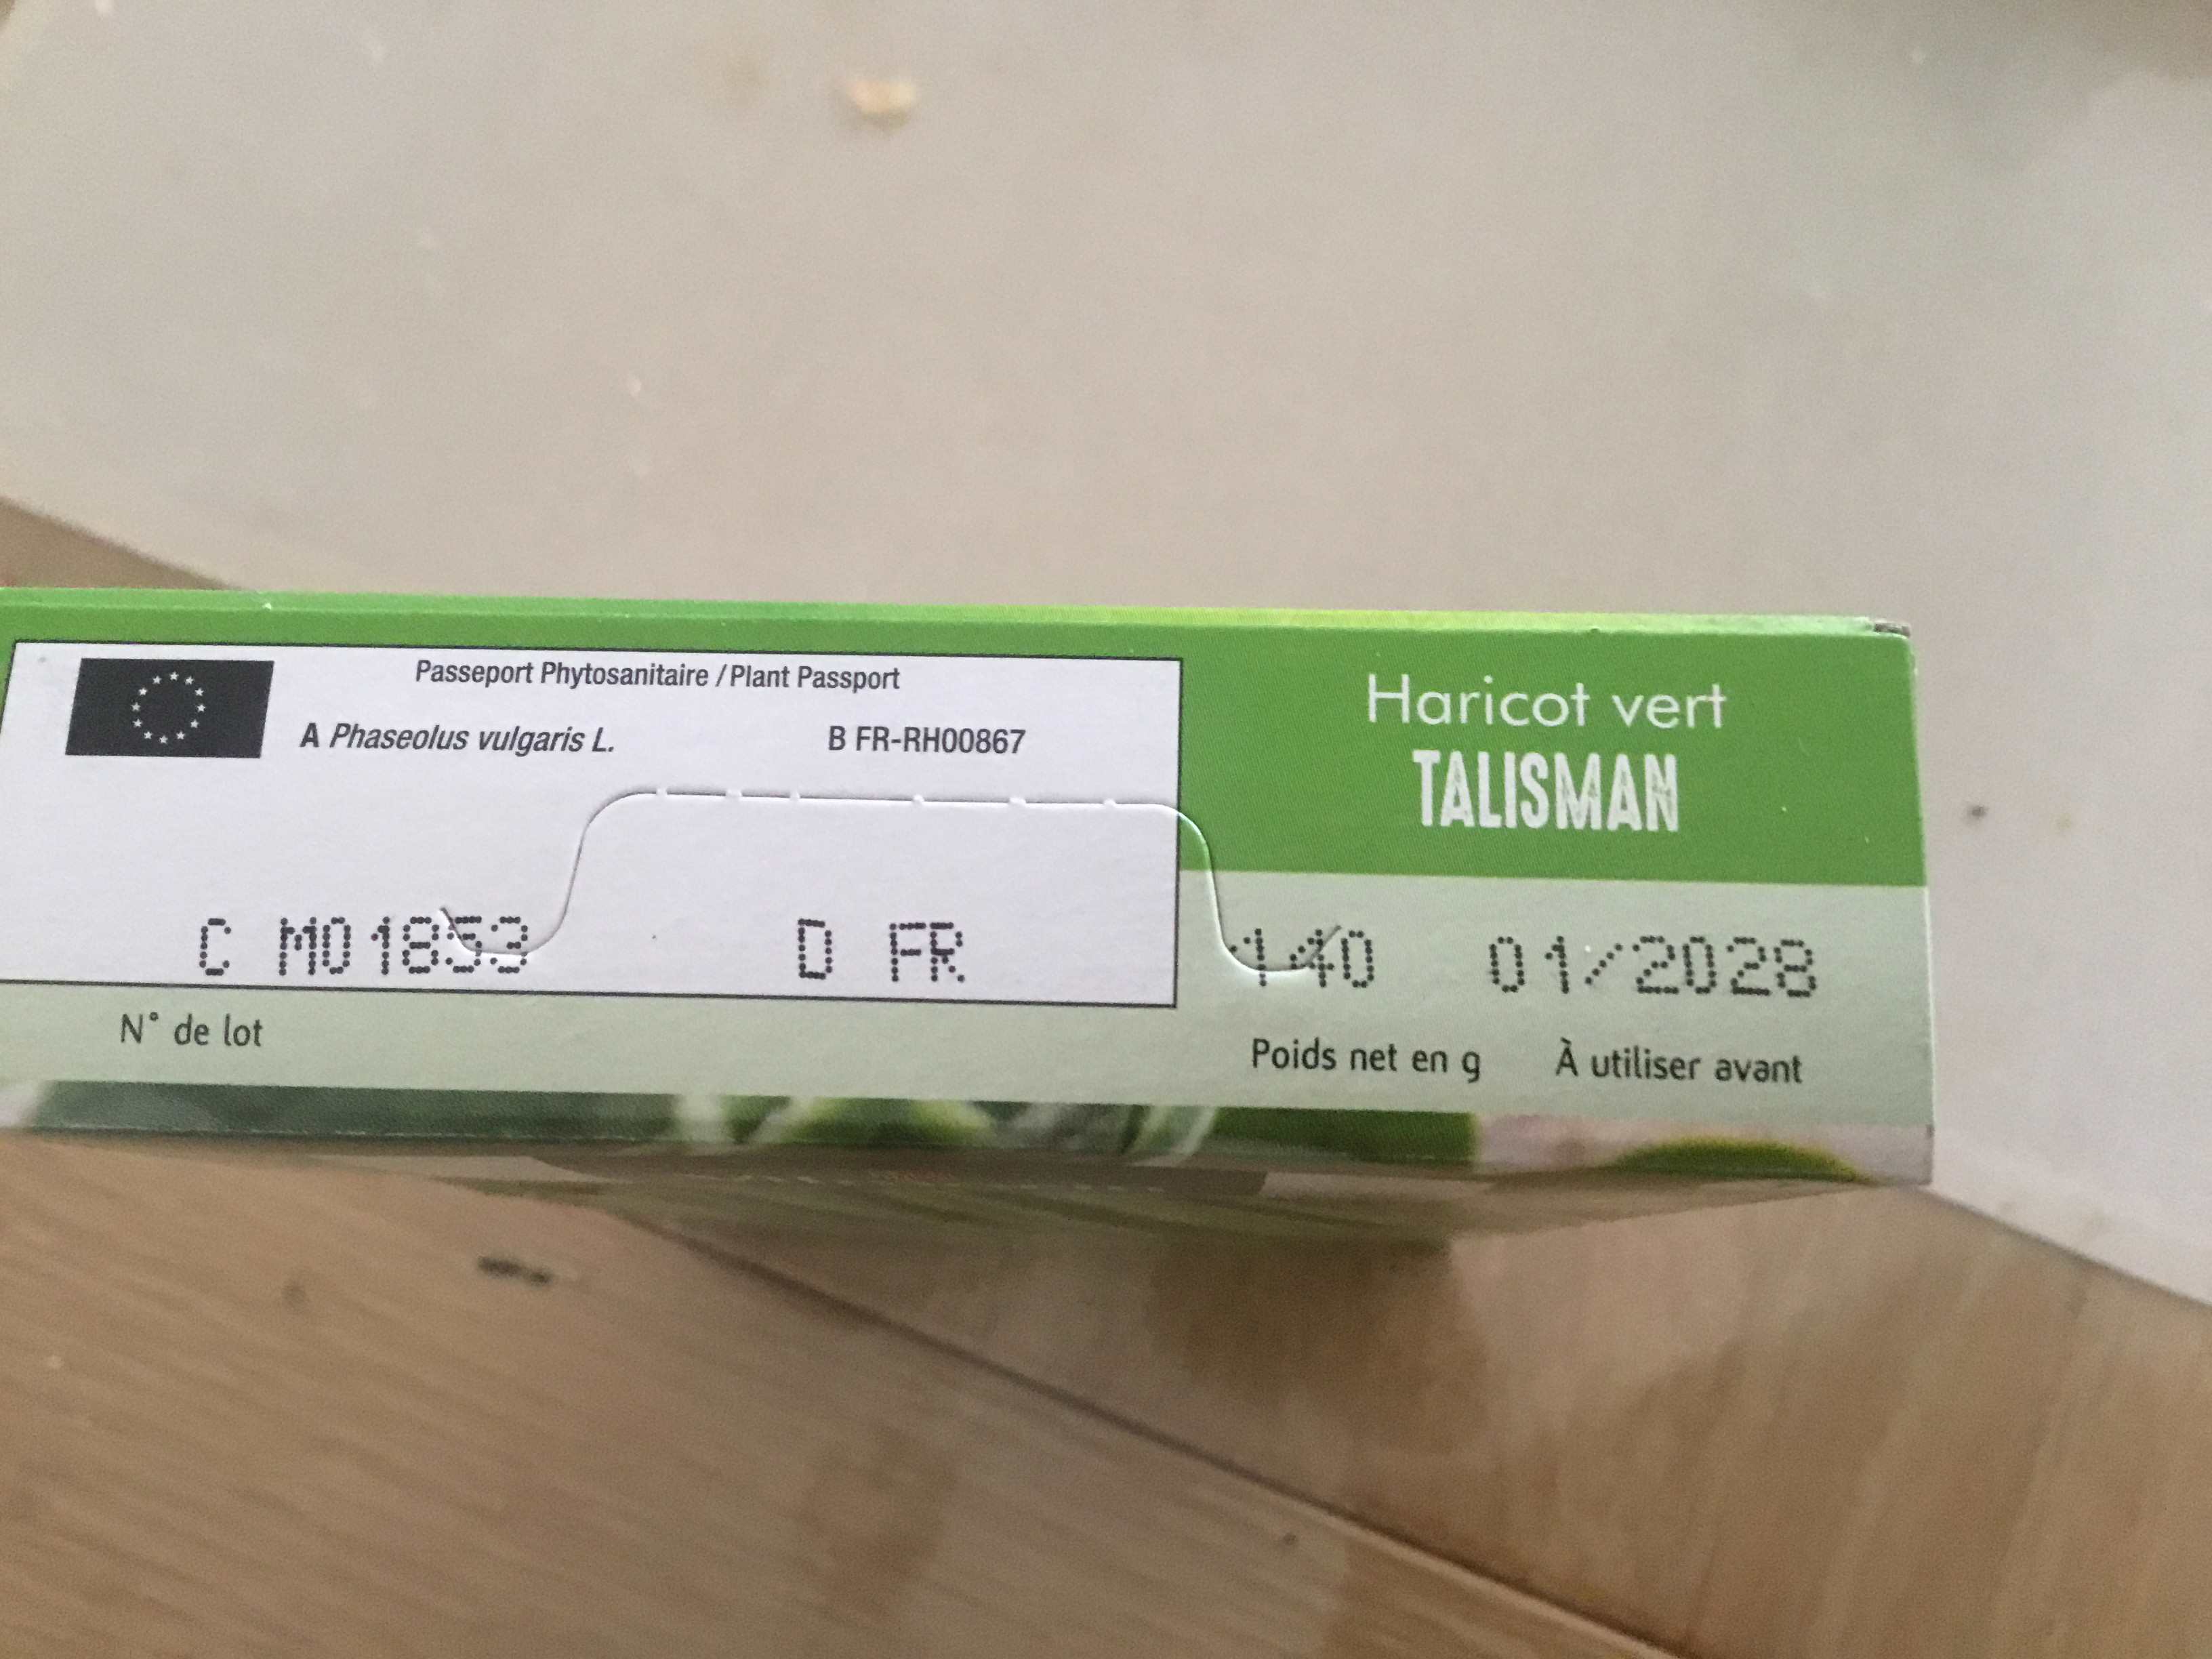 Passeport Phytosanitaire / Plant Passport
A Phaseolus vulgaris L. B FR-RH00867
C M01853 D FR
N° de lot
Haricot vert
TALISMAN
140 01/2028
Poids net en g À utiliser avant